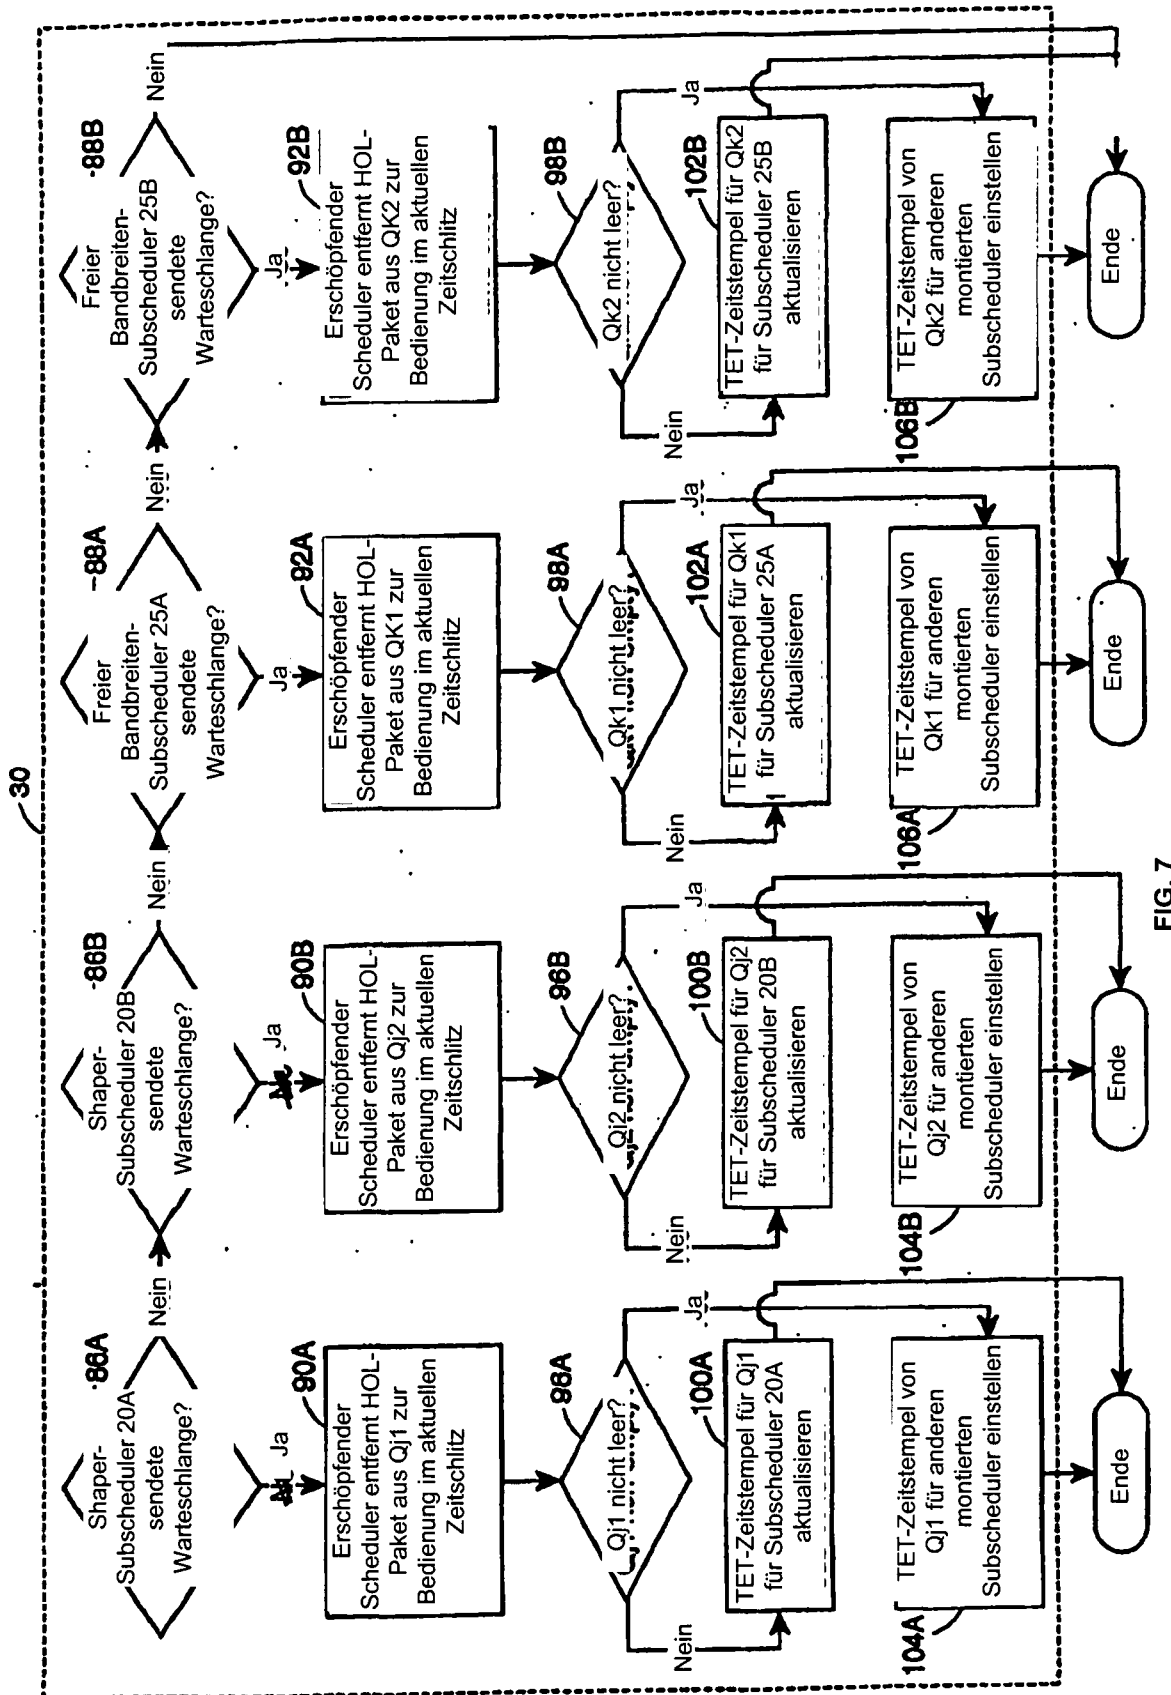 30
Shaper-
Subscheduler 20A
sendete
Warteschlange?
86A
Nein
Ja
Erschöpfender
Scheduler entfernt HOL-
Paket aus Qj1 zur
Bedienung im aktuellen
Zeitschlitz
90A
Qj1 nicht leer?
96A
Ja
Nein
TET-Zeitstempel für Qj1
für Subscheduler 20A
aktualisieren
100A
TET-Zeitstempel von
Qj1 für anderen
montierten
Subscheduler einstellen
104A
Ende
Shaper-
Subscheduler 20B
sendete
Warteschlange?
86B
Nein
Ja
Erschöpfender
Scheduler entfernt HOL-
Paket aus Qj2 zur
Bedienung im aktuellen
Zeitschlitz
90B
Qj2 nicht leer?
96B
Ja
Nein
TET-Zeitstempel für Qj2
für Subscheduler 20B
aktualisieren
100B
TET-Zeitstempel von
Qj2 für anderen
montierten
Subscheduler einstellen
104B
Ende
Freier
Bandbreiten-
Subscheduler 25A
sendete
Warteschlange?
88A
Nein
Ja
Erschöpfender
Scheduler entfernt HOL-
Paket aus QK1 zur
Bedienung im aktuellen
Zeitschlitz
92A
Qk1 nicht leer?
98A
Ja
Nein
TET-Zeitstempel für Qk1
für Subscheduler 25A
aktualisieren
102A
TET-Zeitstempel von
Qk1 für anderen
montierten
Subscheduler einstellen
106A
Ende
Freier
Bandbreiten-
Subscheduler 25B
sendete
Warteschlange?
88B
Nein
Ja
Erschöpfender
Scheduler entfernt HOL-
Paket aus QK2 zur
Bedienung im aktuellen
Zeitschlitz
92B
Qk2 nicht leer?
98B
Ja
Nein
TET-Zeitstempel für Qk2
für Subscheduler 25B
aktualisieren
102B
TET-Zeitstempel von
Qk2 für anderen
montierten
Subscheduler einstellen
106B
Ende
FIG. 7